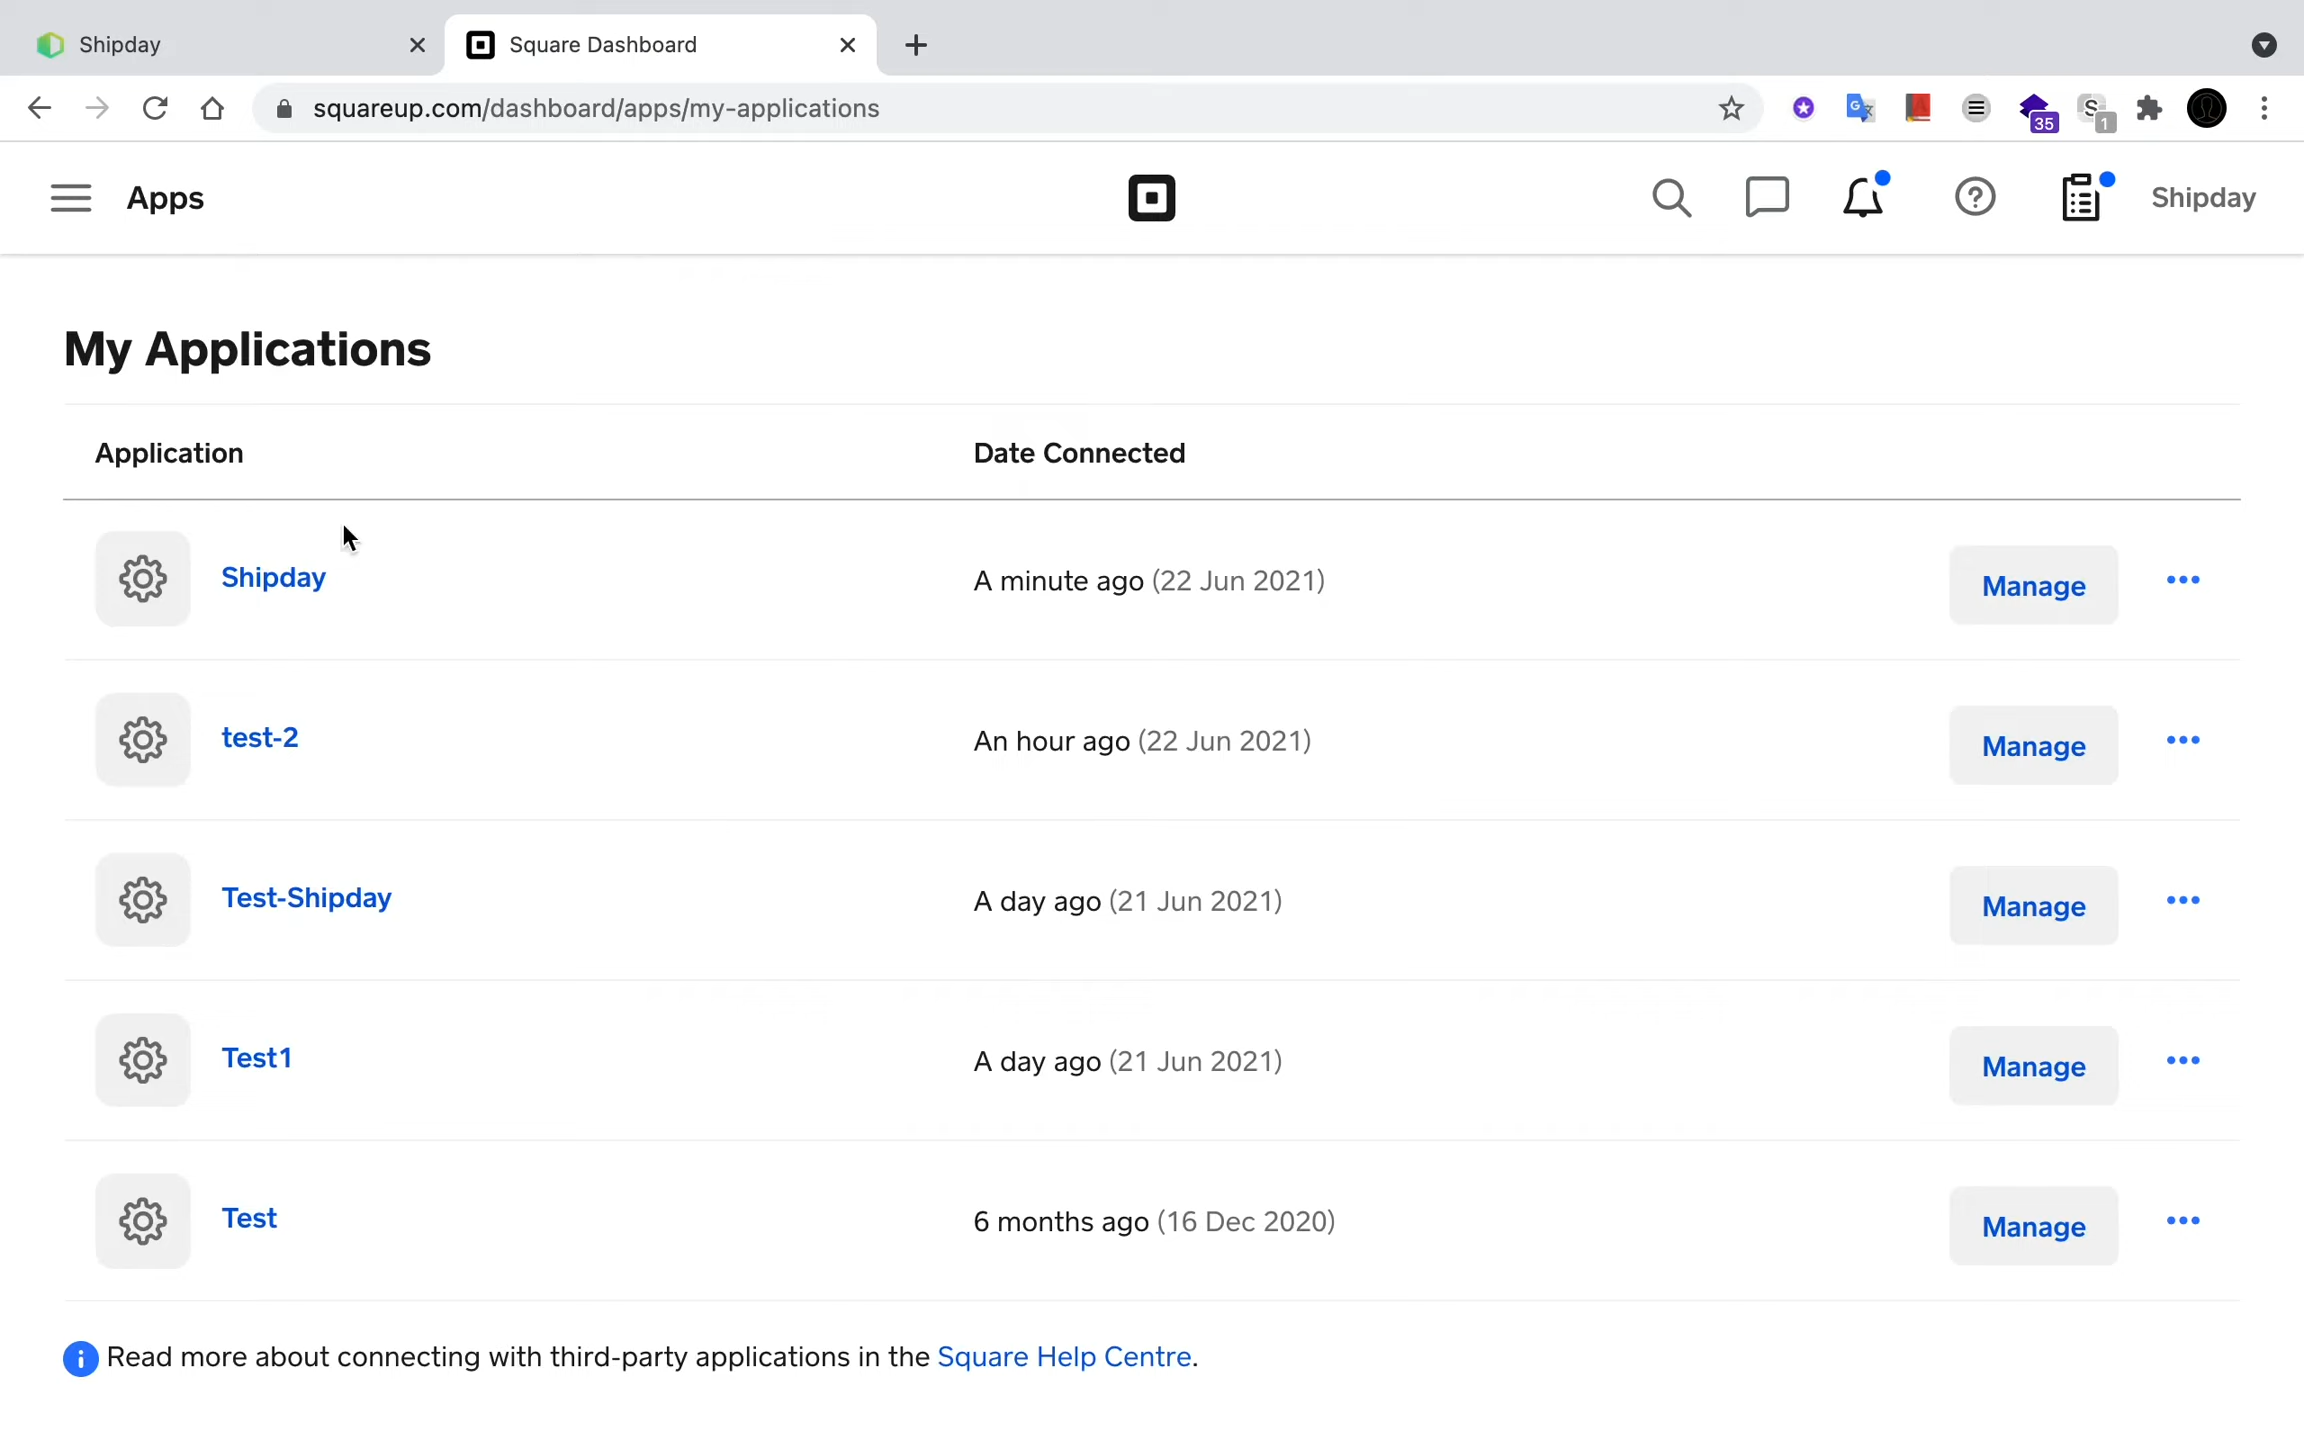 Shipday
Square Dashboard
squareup.com/dashboard/apps/my-applications
35
S
1
Apps
Shipday
My Applications
Application
Date Connected
Shipday
A minute ago (22 Jun 2021)
Manage
test-2
An hour ago (22 Jun 2021)
Manage
Test-Shipday
A day ago (21 Jun 2021)
Manage
Test1
A day ago (21 Jun 2021)
Manage
Test
6 months ago (16 Dec 2020)
Manage
Read more about connecting with third-party applications in the Square Help Centre.